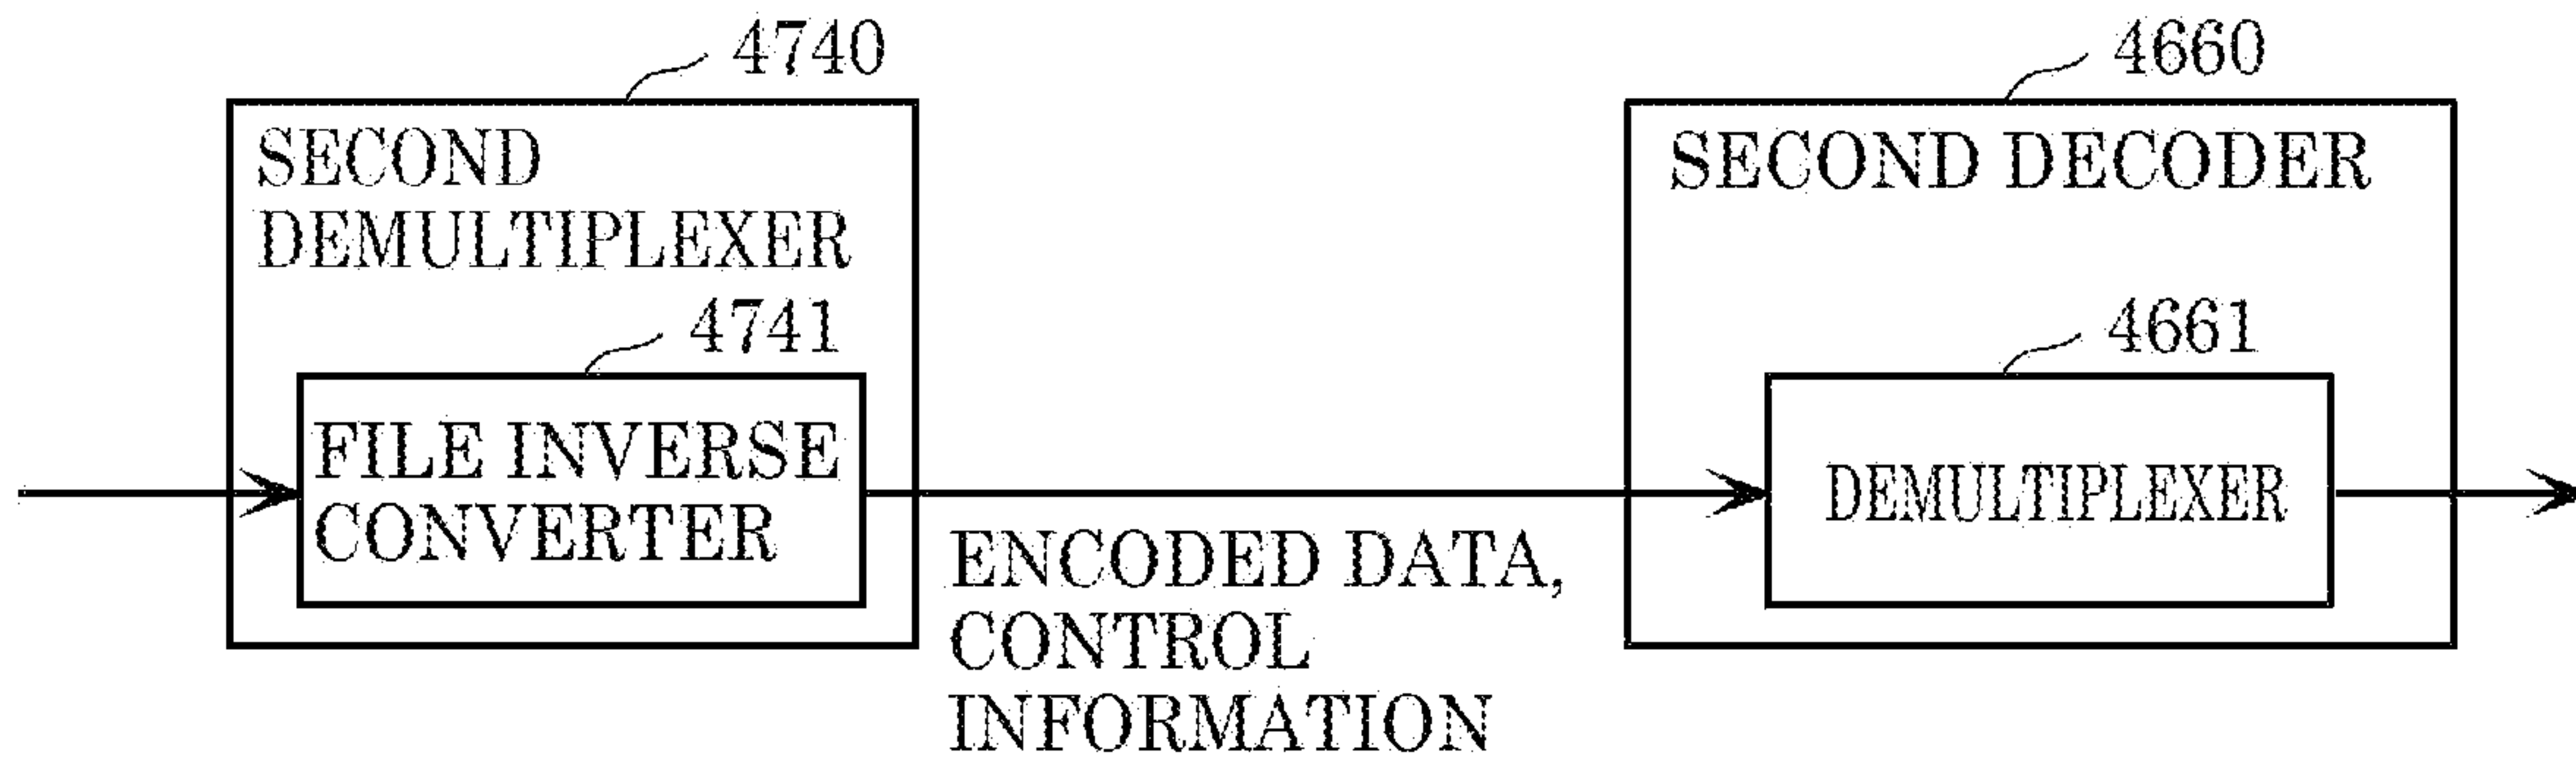 4740
SECOND
DEMULTIPLEXER
4741
FILE INVERSE
CONVERTER
ENCODED DATA,
CONTROL
INFORMATION
4660
SECOND DECODER
4661
DEMULTIPLEXER